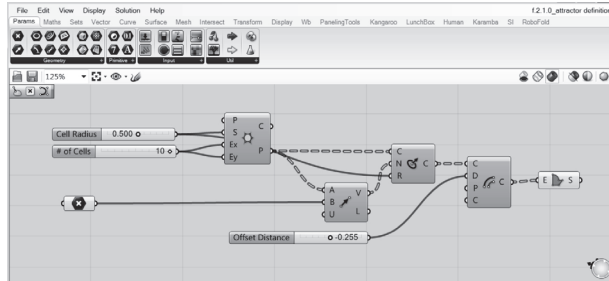 File Edit View Display Solution Help f.2.1.0_attractor definition
Params Maths Sets Vector Curve Surface Mesh Intersect Transform Display Wb PanelingTools Kangaroo LunchBox Human Karamba SI RoboFold
Geometry Primitive Input Util
125%
Cell Radius 0.500
# of Cells 10
P
S C
Ex
Ey P
C
N C
R
A V
B
U L
C
D C
P
C
E S
Offset Distance -0.255